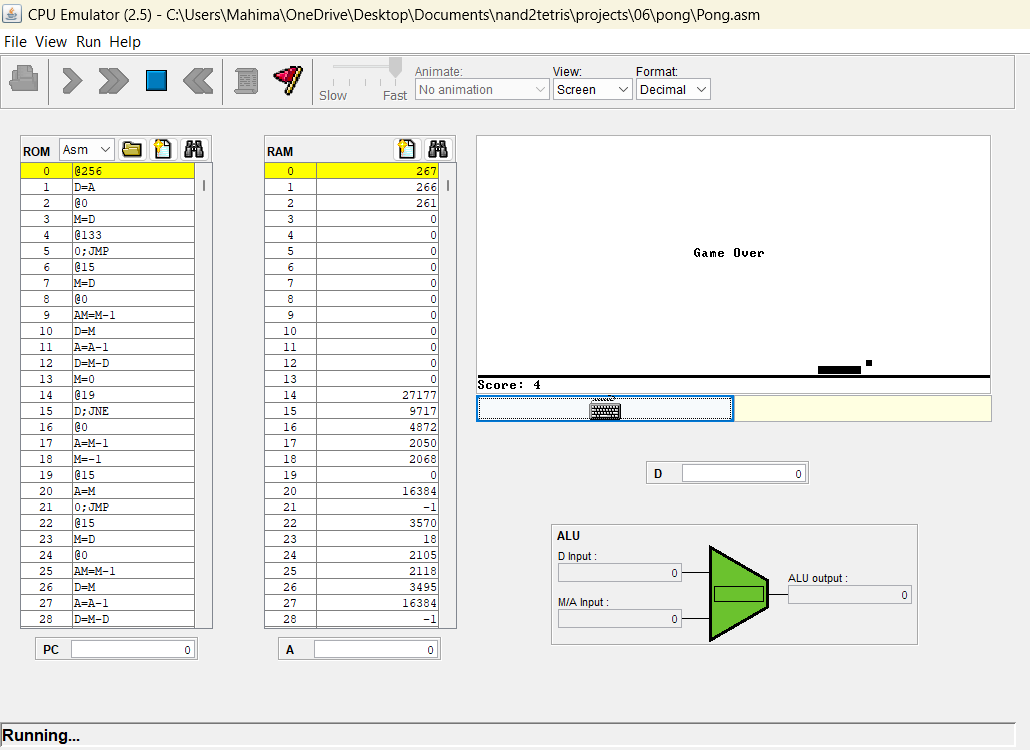 CPU Emulator (2.5) - C:\Users\Mahima\OneDrive\Desktop\Documents\nand2tetris\projects\06\pong\Pong.asm
File View Run Help
Slow Fast
Animate: No animation
View: Screen
Format: Decimal
ROM Asm
0 @256
1 D=A
2 @0
3 M=D
4 @133
5 0;JMP
6 @15
7 M=D
8 @0
9 AM=M-1
10 D=M
11 A=A-1
12 D=M-D
13 M=0
14 @19
15 D;JNE
16 @0
17 A=M-1
18 M=-1
19 @15
20 A=M
21 0;JMP
22 @15
23 M=D
24 @0
25 AM=M-1
26 D=M
27 A=A-1
28 D=M-D
PC 0
RAM
0 267
1 266
2 261
3 0
4 0
5 0
6 0
7 0
8 0
9 0
10 0
11 0
12 0
13 0
14 27177
15 9717
16 4872
17 2050
18 2068
19 0
20 16384
21 -1
22 3570
23 18
24 2105
25 2118
26 3495
27 16384
28 -1
A 0
Game Over
Score: 4
D 0
ALU
D Input :
0
M/A Input :
0
ALU output :
0
Running...